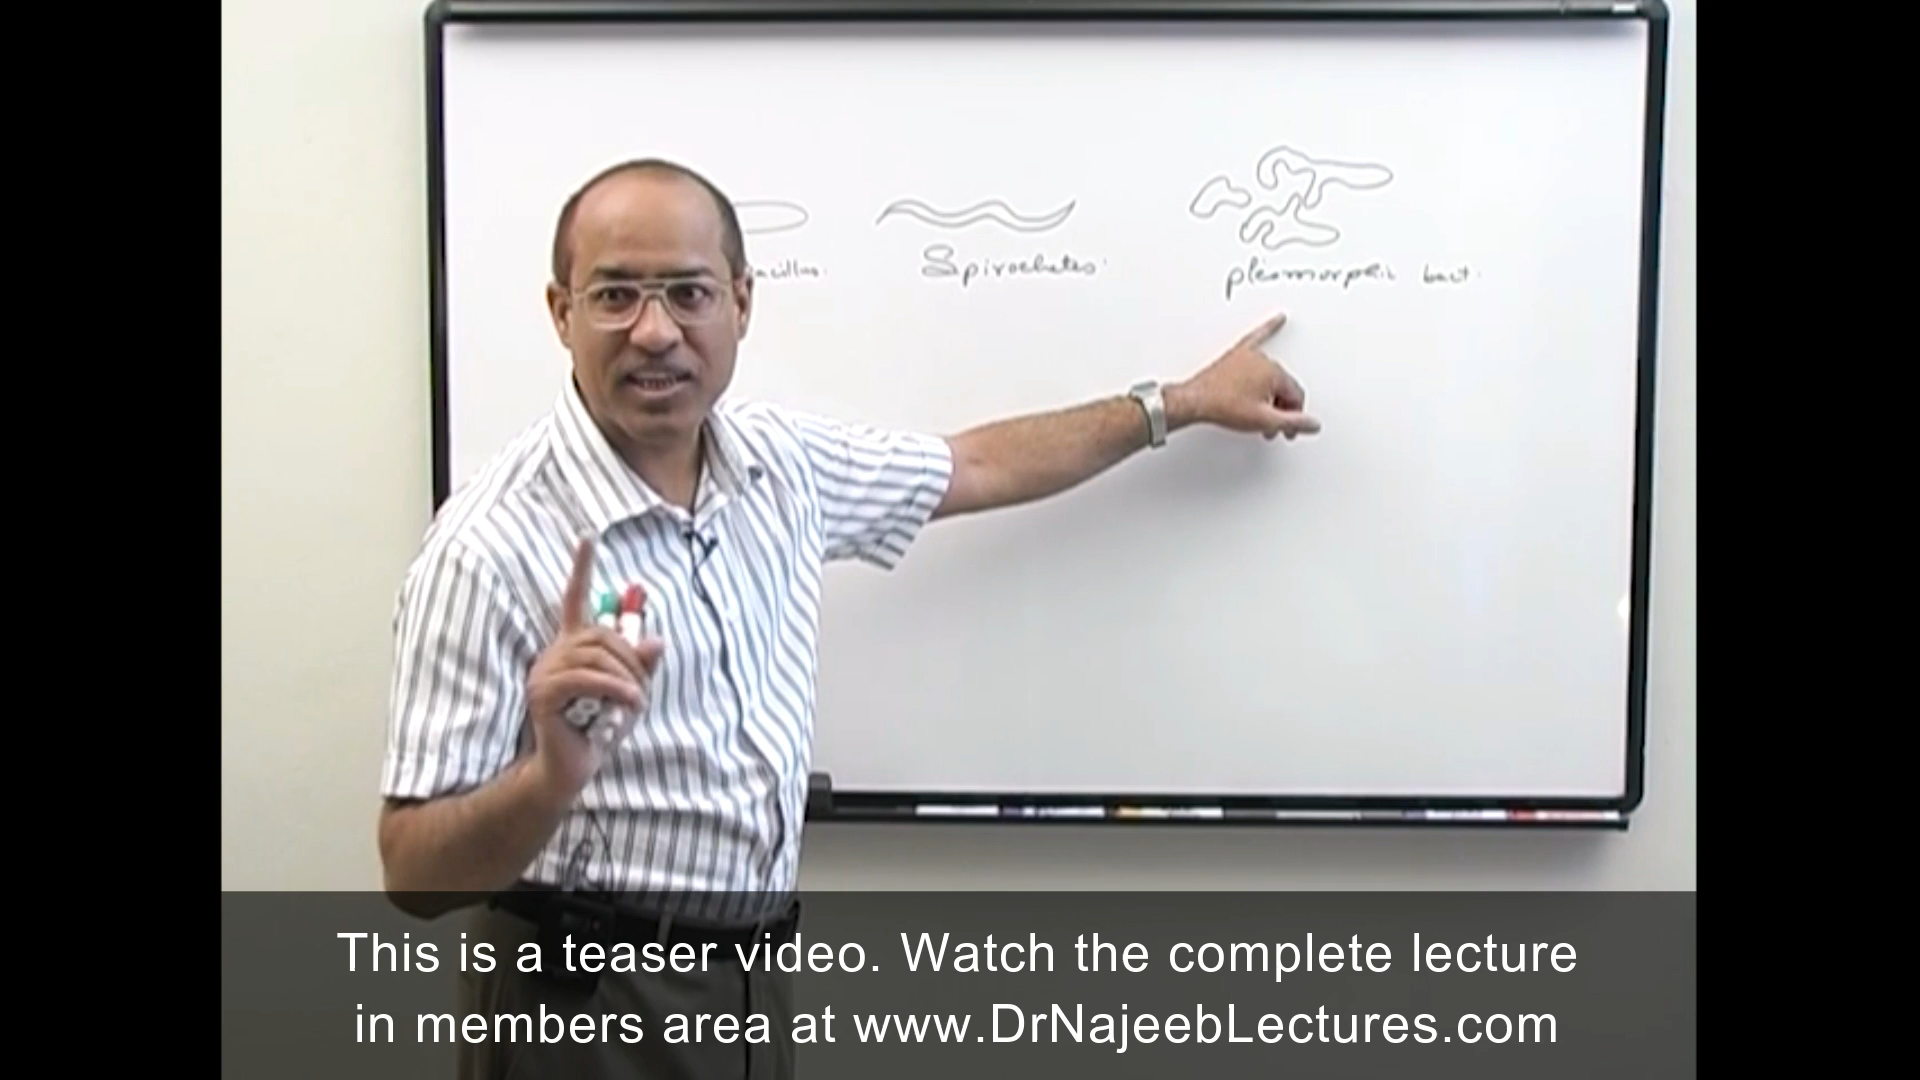 Spirochetes.
pleomorphic bact.
This is a teaser video. Watch the complete lecture
in members area at www.DrNajeebLectures.com